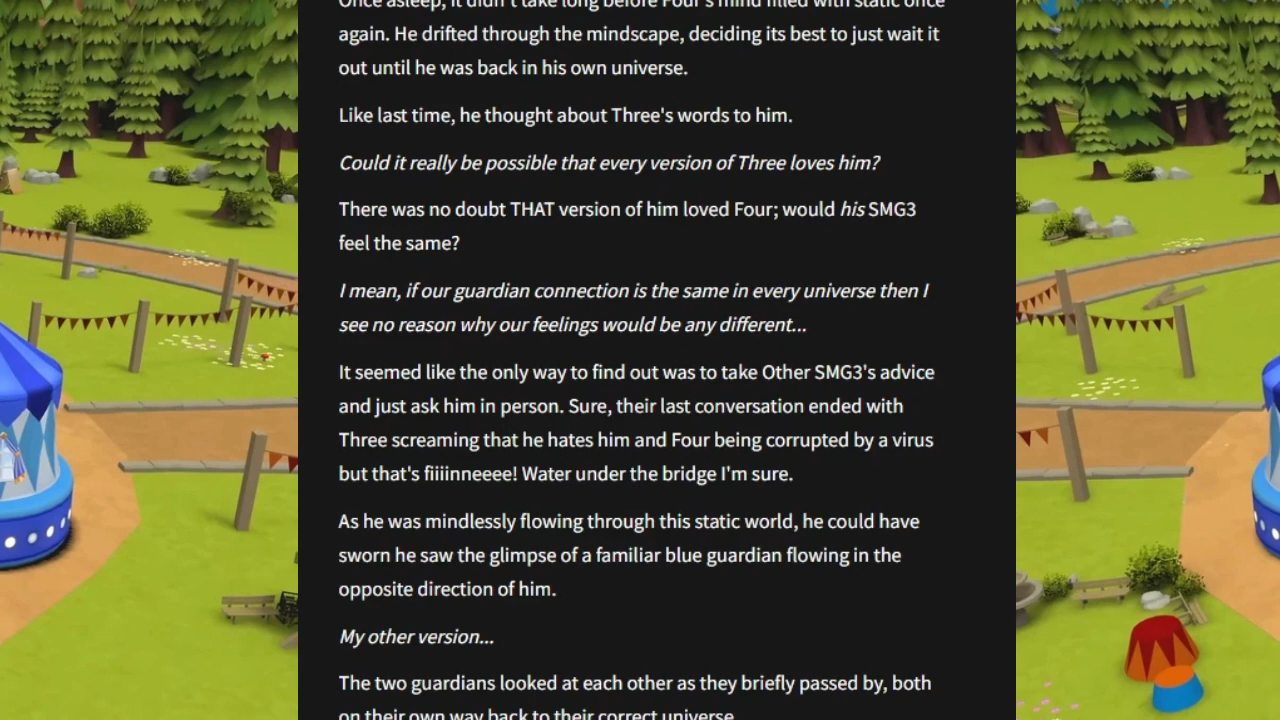 Once asleep, it didn't take long before Four's mind filled with static once
again. He drifted through the mindscape, deciding its best to just wait it
out until he was back in his own universe.
Like last time, he thought about Three's words to him.
Could it really be possible that every version of Three loves him?
There was no doubt THAT version of him loved Four; would his SMG3
feel the same?
I mean, if our guardian connection is the same in every universe then I
see no reason why our feelings would be any different...
It seemed like the only way to find out was to take Other SMG3's advice
and just ask him in person. Sure, their last conversation ended with
Three screaming that he hates him and Four being corrupted by a virus
but that's fiiiinneeee! Water under the bridge I'm sure.
As he was mindlessly flowing through this static world, he could have
sworn he saw the glimpse of a familiar blue guardian flowing in the
opposite direction of him.
My other version...
The two guardians looked at each other as they briefly passed by, both
on their own way back to their correct universe.